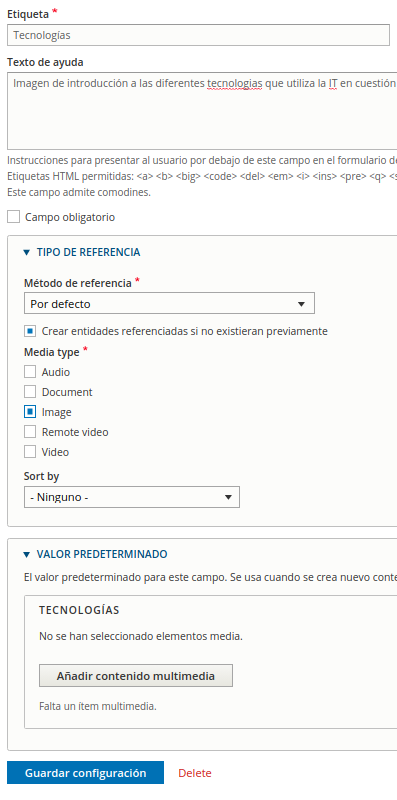 Etiqueta *
Tecnologías
Texto de ayuda
Imagen de introducción a las diferentes tecnologias que utiliza la IT en cuestión
Instrucciones para presentar al usuario por debajo de este campo en el formulario de
Etiquetas HTML permitidas: <a> <b> <big> <code> <del> <em> <i> <ins> <pre> <q> <s
Este campo admite comodines.
Campo obligatorio
TIPO DE REFERENCIA
Método de referencia *
Por defecto
Crear entidades referenciadas si no existieran previamente
Media type *
Audio
Document
Image
Remote video
Video
Sort by
- Ninguno -
VALOR PREDETERMINADO
El valor predeterminado para este campo. Se usa cuando se crea nuevo conte
TECNOLOGÍAS
No se han seleccionado elementos media.
Añadir contenido multimedia
Falta un ítem multimedia.
Guardar configuración Delete